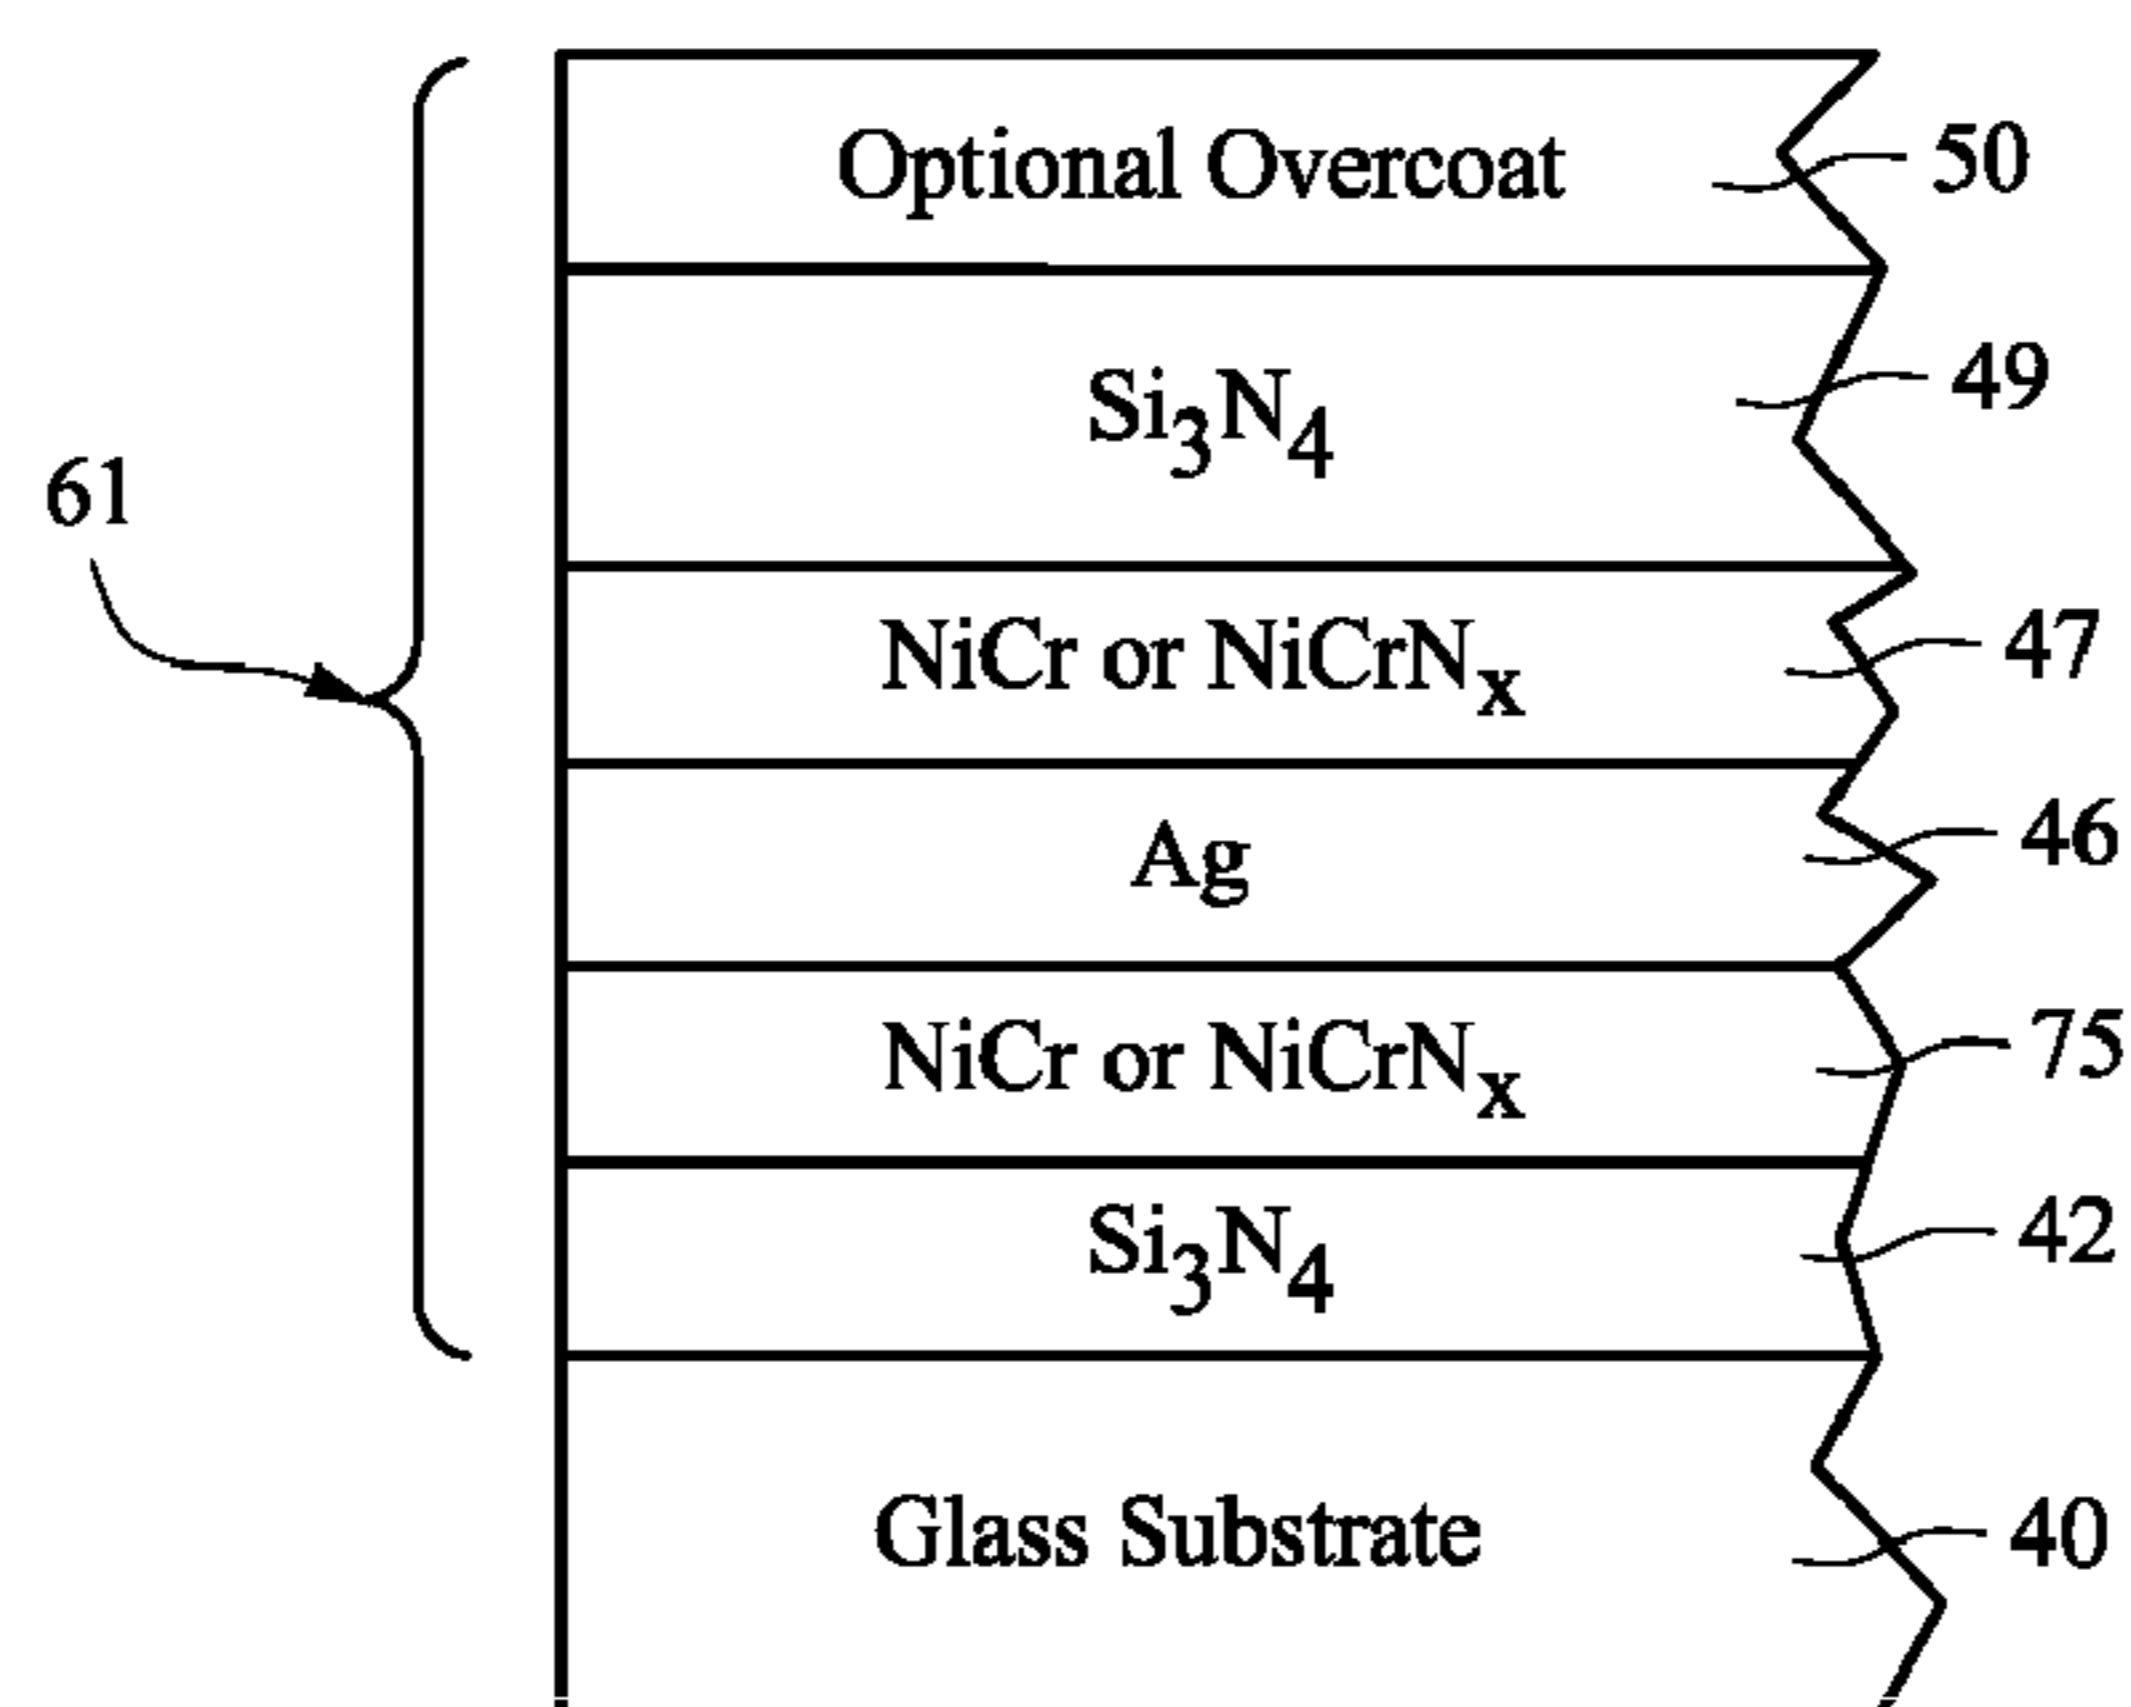 Optional Overcoat 50
Si₃N₄ 49
61
NiCr or NiCrNₓ 47
Ag 46
NiCr or NiCrNₓ 75
Si₃N₄ 42
Glass Substrate 40